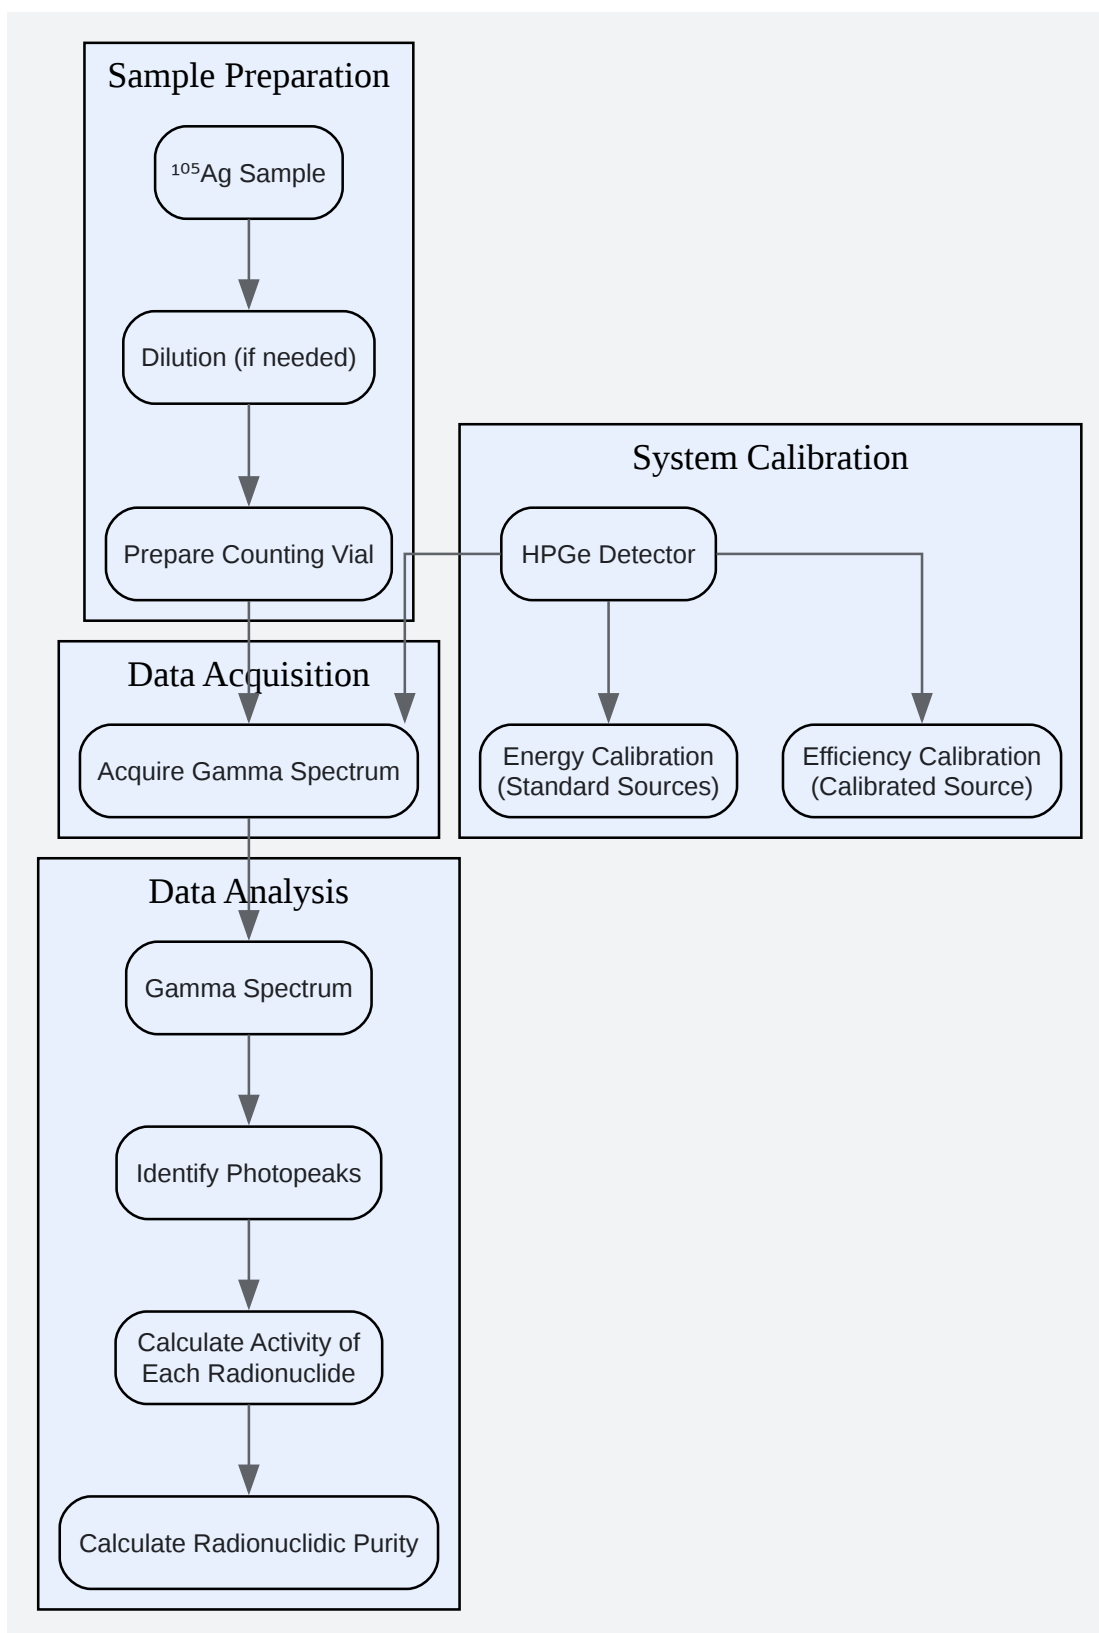 Sample Preparation
¹⁰⁵Ag Sample
Dilution (if needed)
Prepare Counting Vial
System Calibration
HPGe Detector
Energy Calibration
(Standard Sources)
Efficiency Calibration
(Calibrated Source)
Data Acquisition
Acquire Gamma Spectrum
Data Analysis
Gamma Spectrum
Identify Photopeaks
Calculate Activity of
Each Radionuclide
Calculate Radionuclidic Purity